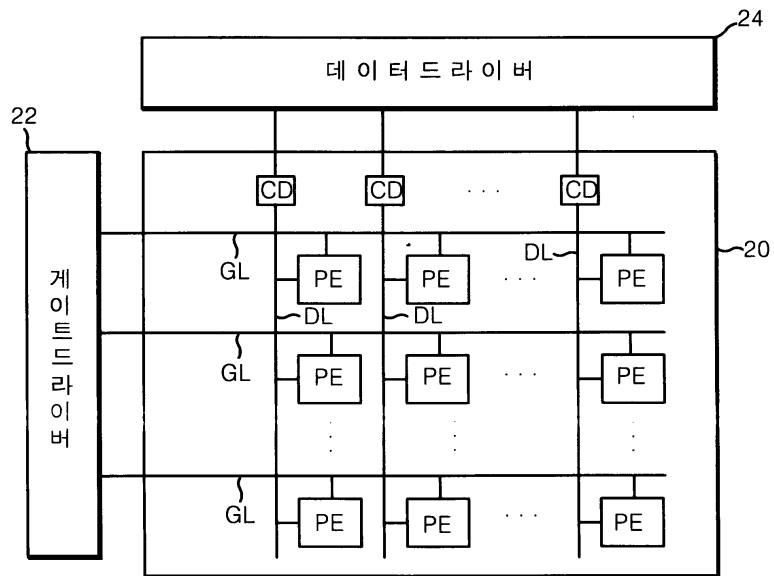 24
데이터드라이버
22
CD CD ... CD
20
GL DL
PE PE ... PE
게이트드라이버
DL DL
GL
PE PE ... PE
GL
PE PE ... PE